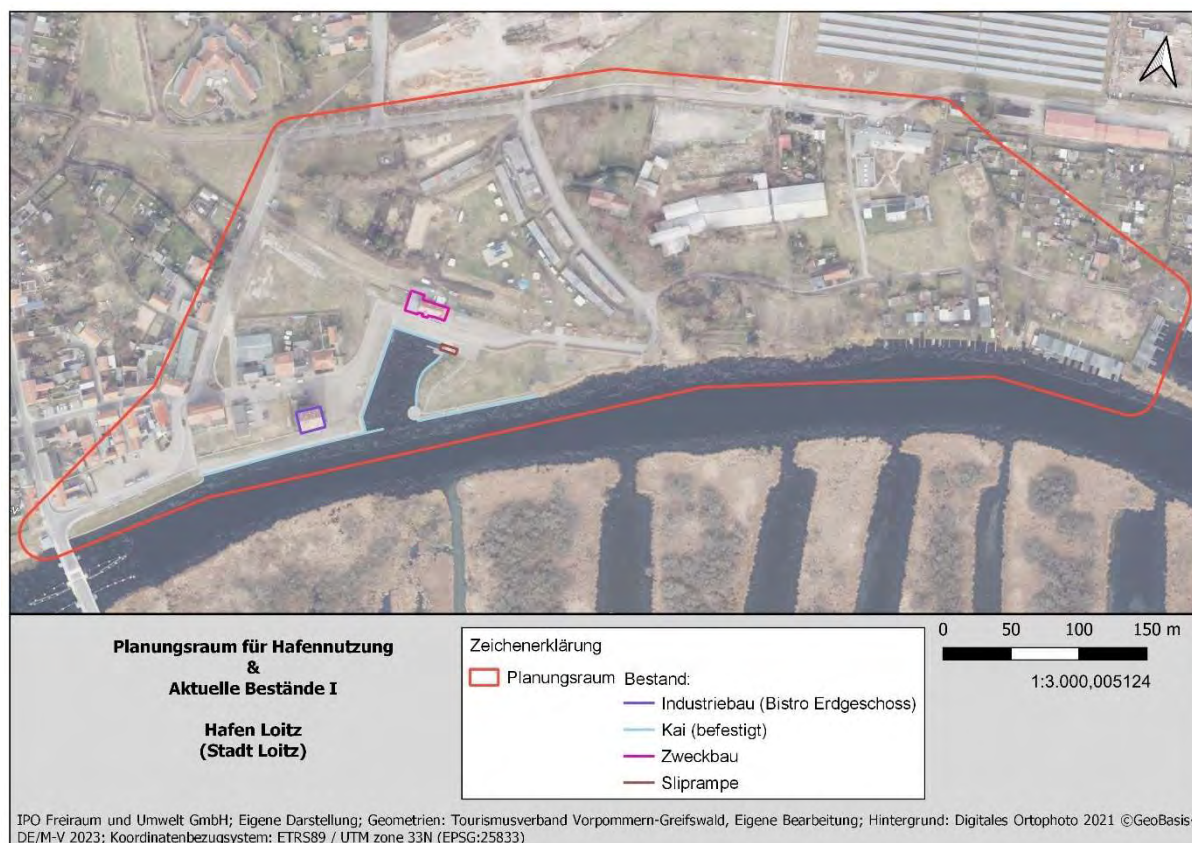 Planungsraum für Hafennutzung
&
Aktuelle Bestände I
Hafen Loitz
(Stadt Loitz)
Zeichenerklärung
Planungsraum
Bestand:
Industriebau (Bistro Erdgeschoss)
Kai (befestigt)
Zweckbau
Sliprampe
0 50 100 150 m
1:3.000,005124
IPO Freiraum und Umwelt GmbH; Eigene Darstellung; Geometrien: Tourismusverband Vorpommern-Greifswald, Eigene Bearbeitung; Hintergrund: Digitales Ortophoto 2021 ©GeoBasis-
DE/M-V 2023; Koordinatenbezugsystem: ETRS89 / UTM zone 33N (EPSG:25833)